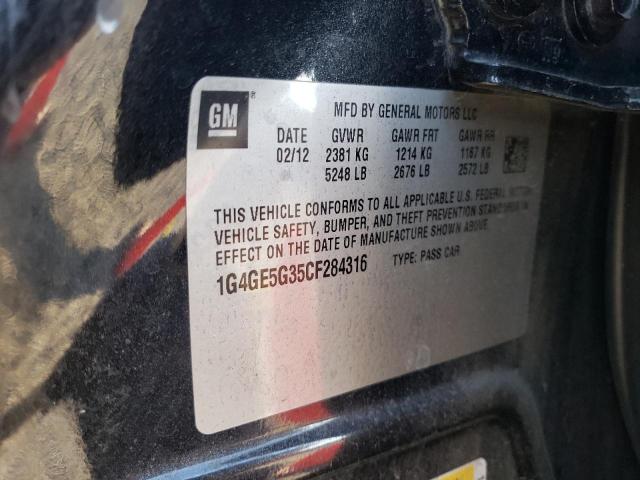 GM ®
MFD BY GENERAL MOTORS LLC
DATE GVWR GAWR FRT GAWR RR
02/12 2381 KG 1214 KG 1167 KG
5248 LB 2676 LB 2572 LB
THIS VEHICLE CONFORMS TO ALL APPLICABLE U.S. FEDERAL MOTOR
VEHICLE SAFETY, BUMPER, AND THEFT PREVENTION STANDARDS IN
EFFECT ON THE DATE OF MANUFACTURE SHOWN ABOVE.
1G4GE5G35CF284316 TYPE: PASS CAR